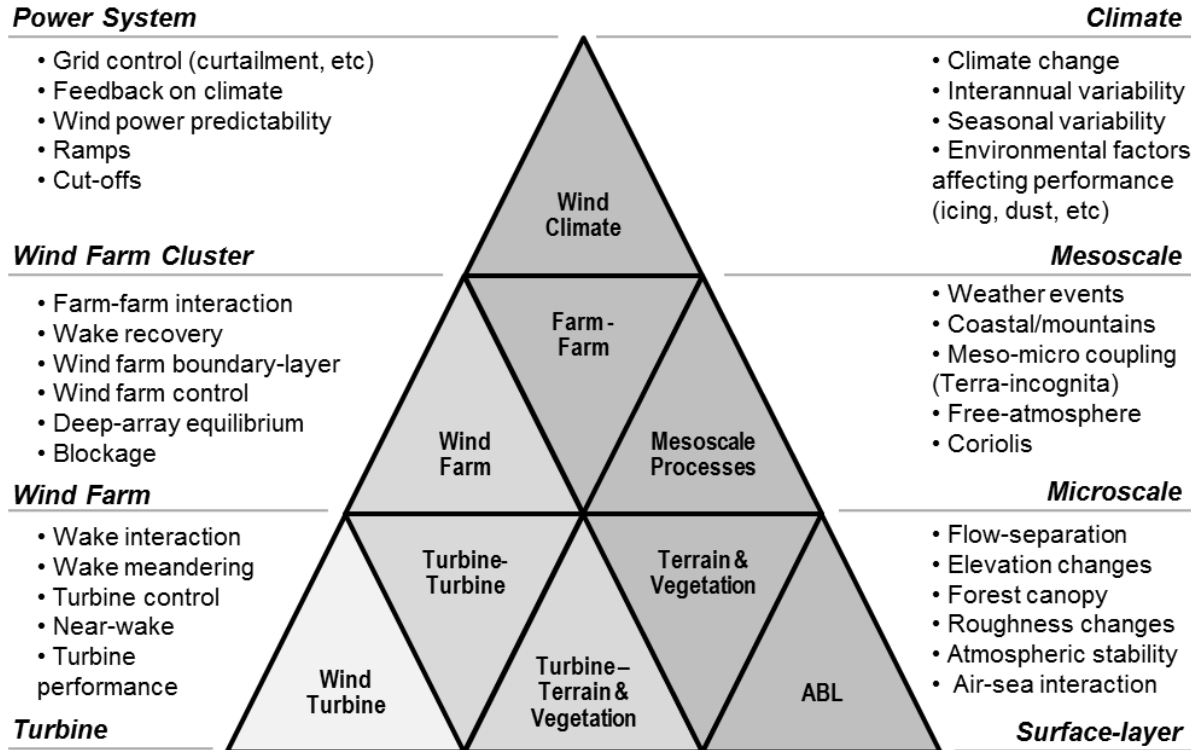 Power System
• Grid control (curtailment, etc)
• Feedback on climate
• Wind power predictability
• Ramps
• Cut-offs
Wind Farm Cluster
• Farm-farm interaction
• Wake recovery
• Wind farm boundary-layer
• Wind farm control
• Deep-array equilibrium
• Blockage
Wind Farm
• Wake interaction
• Wake meandering
• Turbine control
• Near-wake
• Turbine
performance
Turbine
Wind
Climate
Farm -
Farm
Wind
Farm
Mesoscale
Processes
Turbine-
Turbine
Terrain &
Vegetation
Wind
Turbine
Turbine –
Terrain &
Vegetation
ABL
Climate
• Climate change
• Interannual variability
• Seasonal variability
• Environmental factors
affecting performance
(icing, dust, etc)
Mesoscale
• Weather events
• Coastal/mountains
• Meso-micro coupling
(Terra-incognita)
• Free-atmosphere
• Coriolis
Microscale
• Flow-separation
• Elevation changes
• Forest canopy
• Roughness changes
• Atmospheric stability
• Air-sea interaction
Surface-layer